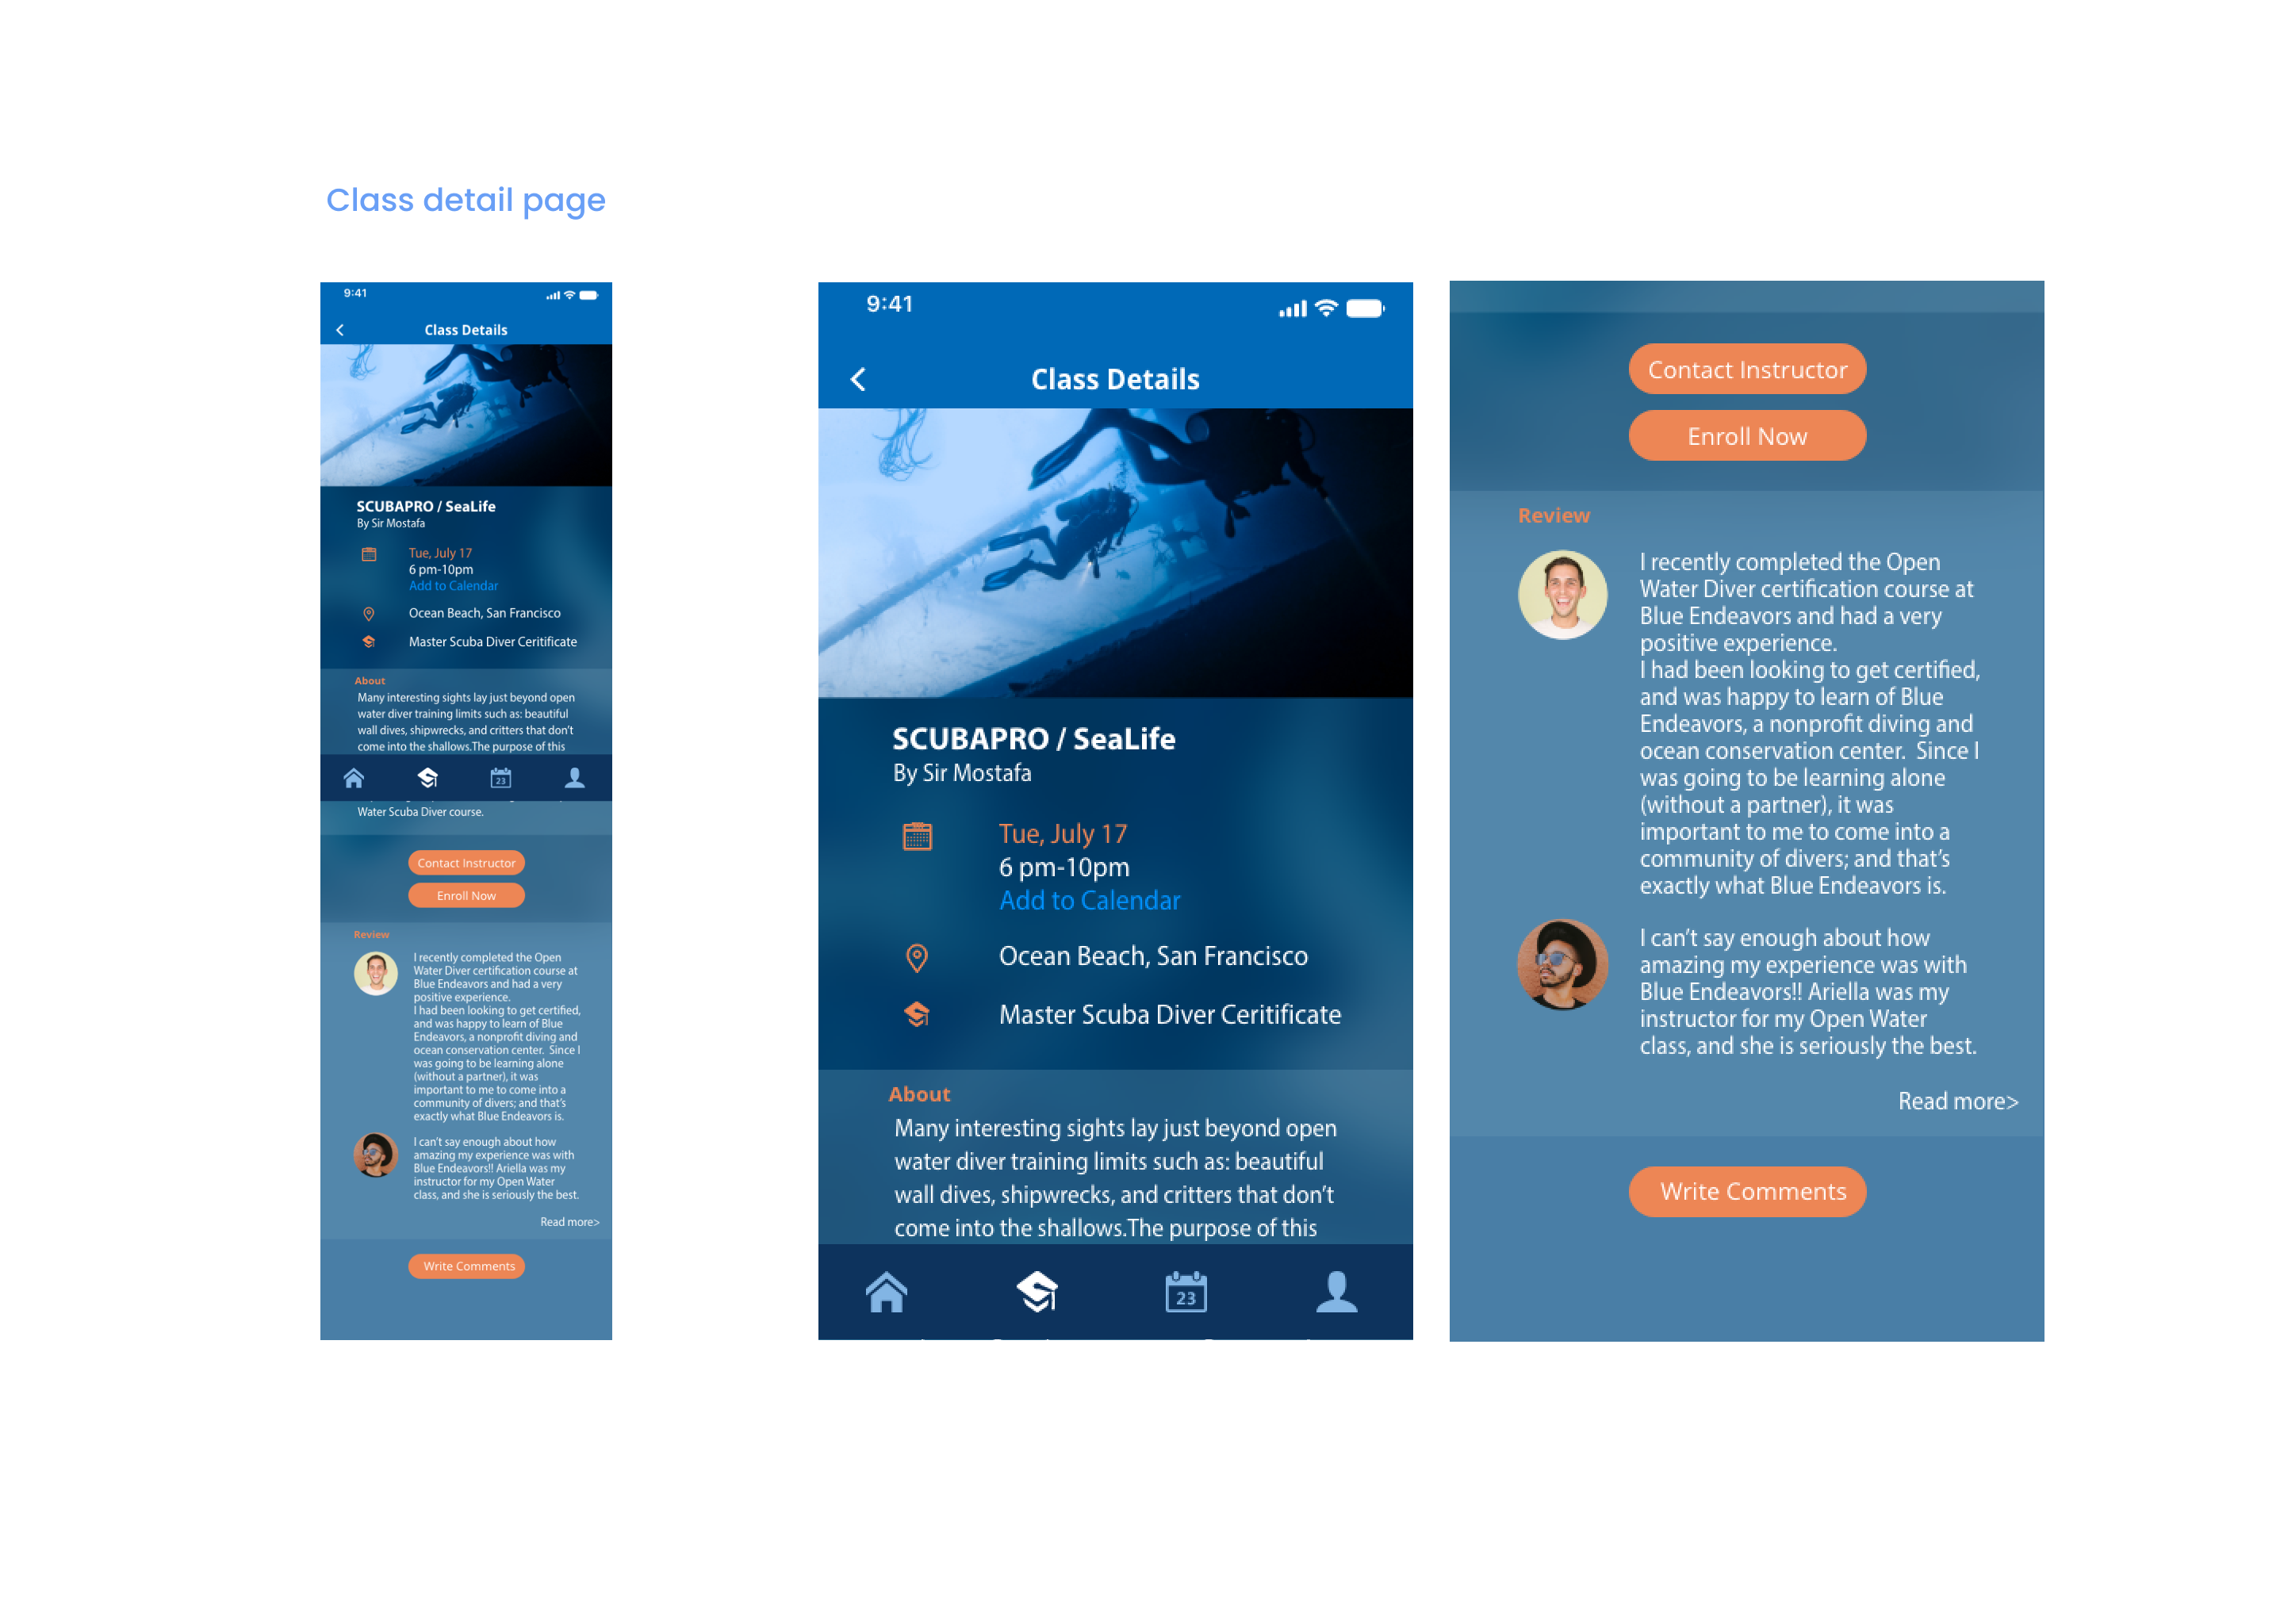 Class detail page
9:41
Class Details
SCUBAPRO / SeaLife
By Sir Mostafa
Tue, July 17
6 pm-10pm
Add to Calendar
Ocean Beach, San Francisco
Master Scuba Diver Ceritificate
About
Many interesting sights lay just beyond open
water diver training limits such as: beautiful
wall dives, shipwrecks, and critters that don't
come into the shallows.The purpose of this
23
Water Scuba Diver course.
Contact Instructor
Enroll Now
Review
I recently completed the Open
Water Diver certification course at
Blue Endeavors and had a very
positive experience.
I had been looking to get certified,
and was happy to learn of Blue
Endeavors, a nonprofit diving and
ocean conservation center.  Since I
was going to be learning alone
(without a partner), it was
important to me to come into a
community of divers; and that's
exactly what Blue Endeavors is.
I can't say enough about how
amazing my experience was with
Blue Endeavors!! Ariella was my
instructor for my Open Water
class, and she is seriously the best.
Read more>
Write Comments
9:41
Class Details
SCUBAPRO / SeaLife
By Sir Mostafa
Tue, July 17
6 pm-10pm
Add to Calendar
Ocean Beach, San Francisco
Master Scuba Diver Ceritificate
About
Many interesting sights lay just beyond open
water diver training limits such as: beautiful
wall dives, shipwrecks, and critters that don't
come into the shallows.The purpose of this
23
Contact Instructor
Enroll Now
Review
I recently completed the Open
Water Diver certification course at
Blue Endeavors and had a very
positive experience.
I had been looking to get certified,
and was happy to learn of Blue
Endeavors, a nonprofit diving and
ocean conservation center.  Since I
was going to be learning alone
(without a partner), it was
important to me to come into a
community of divers; and that's
exactly what Blue Endeavors is.
I can't say enough about how
amazing my experience was with
Blue Endeavors!! Ariella was my
instructor for my Open Water
class, and she is seriously the best.
Read more>
Write Comments